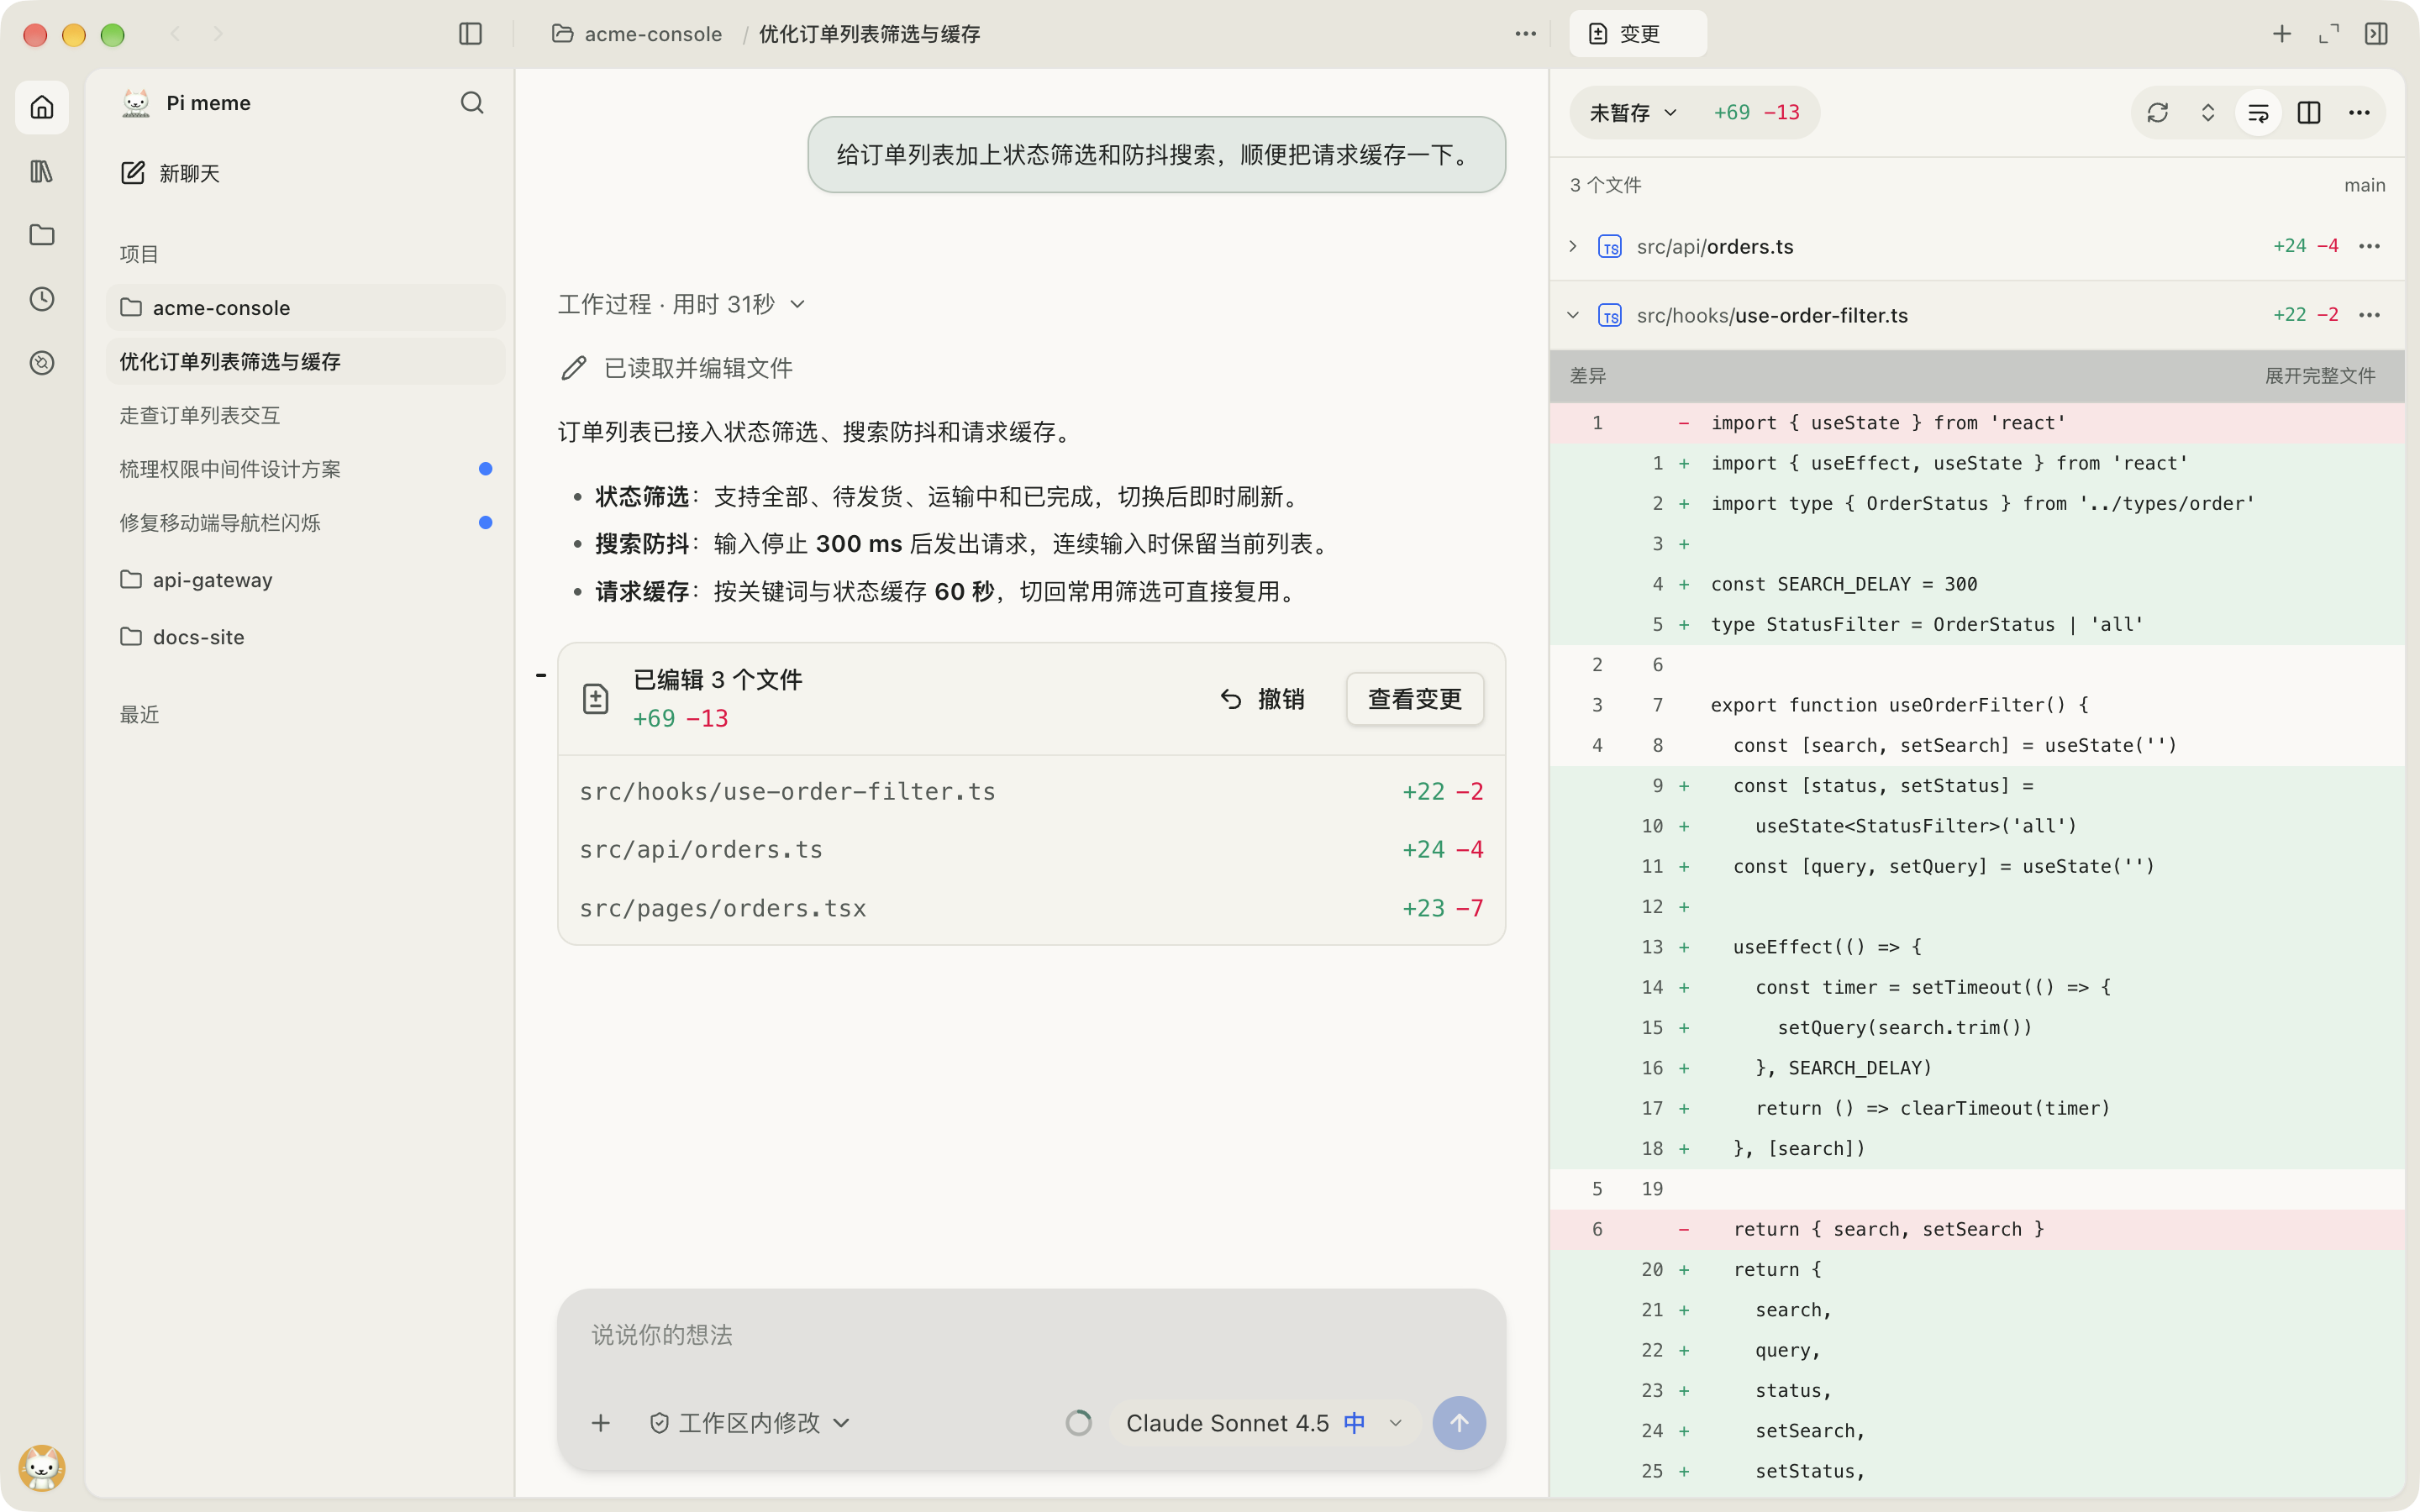 acme-console / 优化订单列表筛选与缓存
变更
Pi meme
新聊天
项目
acme-console
优化订单列表筛选与缓存
走查订单列表交互
梳理权限中间件设计方案
修复移动端导航栏闪烁
api-gateway
docs-site
最近
给订单列表加上状态筛选和防抖搜索，顺便把请求缓存一下。
工作过程 · 用时 31秒
已读取并编辑文件
订单列表已接入状态筛选、搜索防抖和请求缓存。
• 状态筛选：支持全部、待发货、运输中和已完成，切换后即时刷新。
• 搜索防抖：输入停止 300 ms 后发出请求，连续输入时保留当前列表。
• 请求缓存：按关键词与状态缓存 60 秒，切回常用筛选可直接复用。
已编辑 3 个文件
+69 −13
撤销
查看变更
src/hooks/use-order-filter.ts +22 −2
src/api/orders.ts +24 −4
src/pages/orders.tsx +23 −7
说说你的想法
工作区内修改
Claude Sonnet 4.5 中
未暂存 +69 −13
3 个文件 main
TS src/api/orders.ts +24 −4
TS src/hooks/use-order-filter.ts +22 −2
差异 展开完整文件
1 − import { useState } from 'react'
1 + import { useEffect, useState } from 'react'
2 + import type { OrderStatus } from '../types/order'
3 +
4 + const SEARCH_DELAY = 300
5 + type StatusFilter = OrderStatus | 'all'
2 6
3 7 export function useOrderFilter() {
4 8 const [search, setSearch] = useState('')
9 + const [status, setStatus] =
10 + useState<StatusFilter>('all')
11 + const [query, setQuery] = useState('')
12 +
13 + useEffect(() => {
14 + const timer = setTimeout(() => {
15 + setQuery(search.trim())
16 + }, SEARCH_DELAY)
17 + return () => clearTimeout(timer)
18 + }, [search])
5 19
6 − return { search, setSearch }
20 + return {
21 + search,
22 + query,
23 + status,
24 + setSearch,
25 + setStatus,